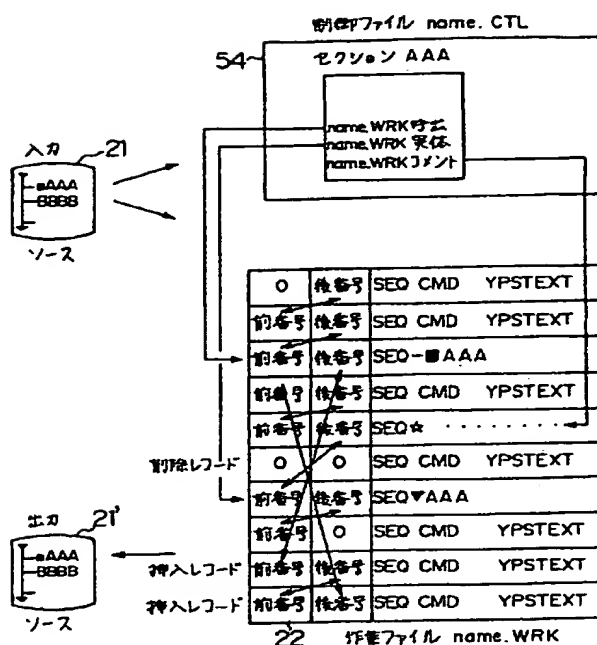 制御ファイル name. CTL
54
セクション AAA
name.WRK 呼出
name.WRK 実体
name.WRK コメント
入力
21
■AAA
BBBB
ソース
○ 後番号 SEQ CMD YPSTEXT
前番号 後番号 SEQ CMD YPSTEXT
前番号 後番号 SEQ-■AAA
前番号 後番号 SEQ CMD YPSTEXT
前番号 後番号 SEQ☆ ・・・・・・・・
削除レコード ○ ○ SEQ CMD YPSTEXT
前番号 後番号 SEQ▼AAA
出力
21'
■AAA
BBBB
ソース
前番号 ○ SEQ CMD YPSTEXT
挿入レコード 前番号 後番号 SEQ CMD YPSTEXT
挿入レコード 前番号 後番号 SEQ CMD YPSTEXT
22
作業ファイル name. WRK